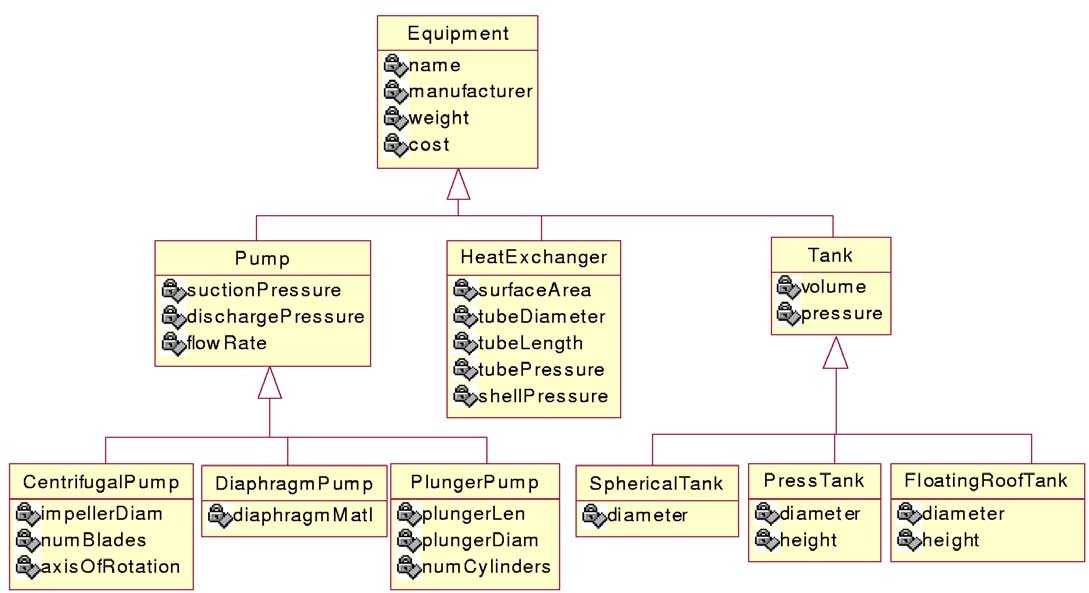 Equipment
name
manufacturer
weight
cost
Pump
suctionPressure
dischargePressure
flowRate
HeatExchanger
surfaceArea
tubeDiameter
tubeLength
tubePressure
shellPressure
Tank
volume
pressure
CentrifugalPump
impellerDiam
numBlades
axisOfRotation
DiaphragmPump
diaphragmMatl
PlungerPump
plungerLen
plungerDiam
numCylinders
SphericalTank
diameter
PressTank
diameter
height
FloatingRoofTank
diameter
height